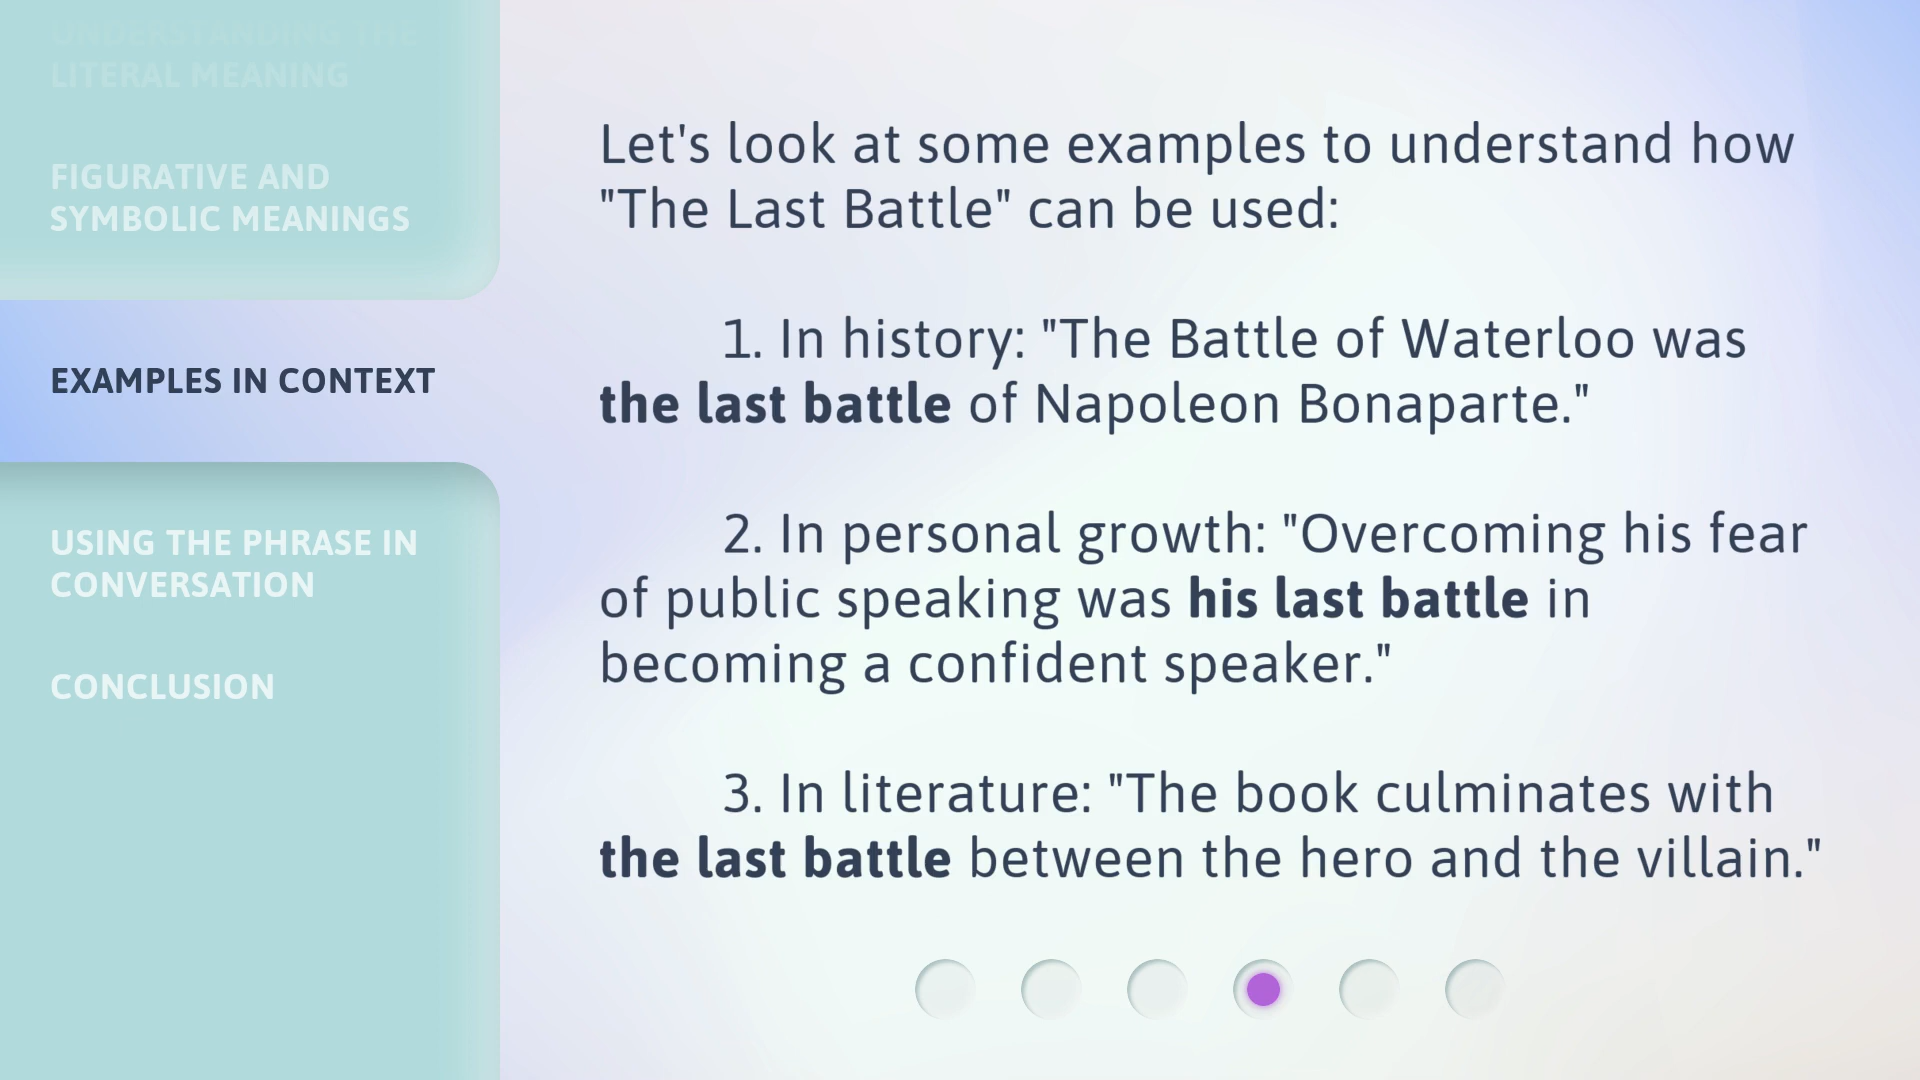 UNDERSTANDING THE
LITERAL MEANING
FIGURATIVE AND
SYMBOLIC MEANINGS
EXAMPLES IN CONTEXT
USING THE PHRASE IN
CONVERSATION
CONCLUSION
Let's look at some examples to understand how
"The Last Battle" can be used:
1. In history: "The Battle of Waterloo was
the last battle of Napoleon Bonaparte."
2. In personal growth: "Overcoming his fear
of public speaking was his last battle in
becoming a confident speaker."
3. In literature: "The book culminates with
the last battle between the hero and the villain."